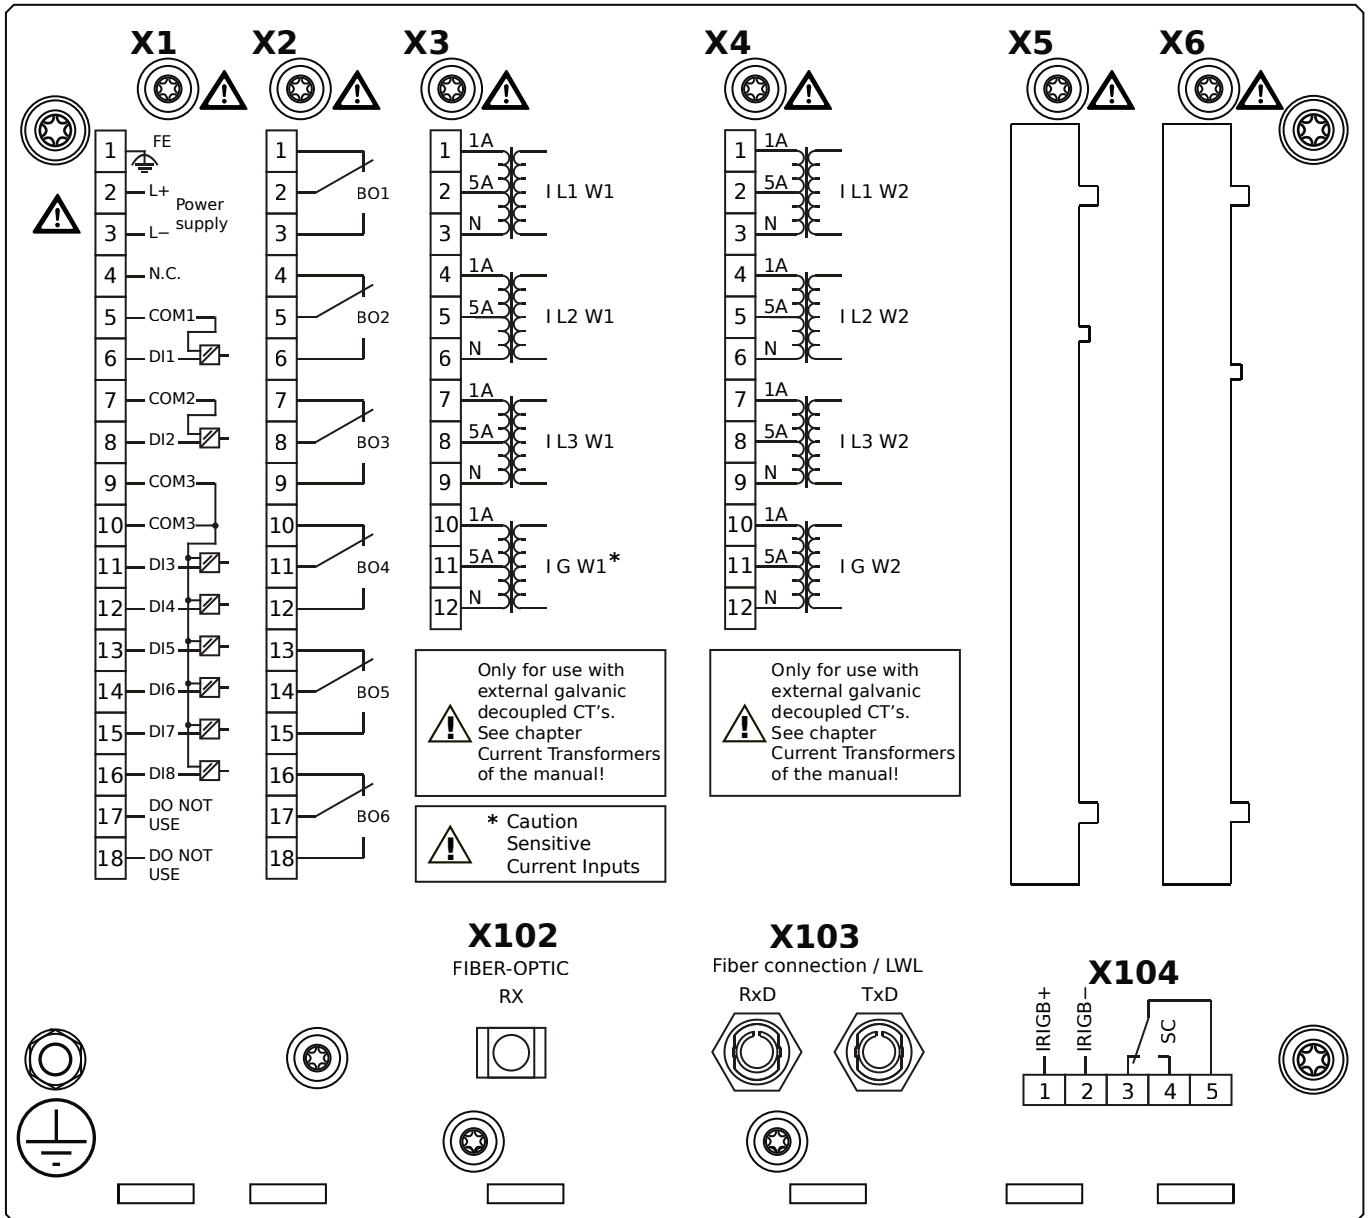 X1 X2 X3 X4 X5 X6
1 FE
2 L+
Power
supply
3 L−
4 N.C.
5 COM1
6 DI1
7 COM2
8 DI2
9 COM3
10 COM3
11 DI3
12 DI4
13 DI5
14 DI6
15 DI7
16 DI8
17 DO NOT
USE
18 DO NOT
USE
1
2 BO1
3
4
5 BO2
6
7
8 BO3
9
10
11 BO4
12
13
14 BO5
15
16
17 BO6
18
1 1A
2 5A I L1 W1
3 N
4 1A
5 5A I L2 W1
6 N
7 1A
8 5A I L3 W1
9 N
10 1A
11 5A I G W1*
12 N
Only for use with
external galvanic
decoupled CT's.
See chapter
Current Transformers
of the manual!
* Caution
Sensitive
Current Inputs
1 1A
2 5A I L1 W2
3 N
4 1A
5 5A I L2 W2
6 N
7 1A
8 5A I L3 W2
9 N
10 1A
11 5A I G W2
12 N
Only for use with
external galvanic
decoupled CT's.
See chapter
Current Transformers
of the manual!
X102
FIBER-OPTIC
RX
X103
Fiber connection / LWL
RxD TxD
X104
IRIGB+
IRIGB−
SC
1 2 3 4 5